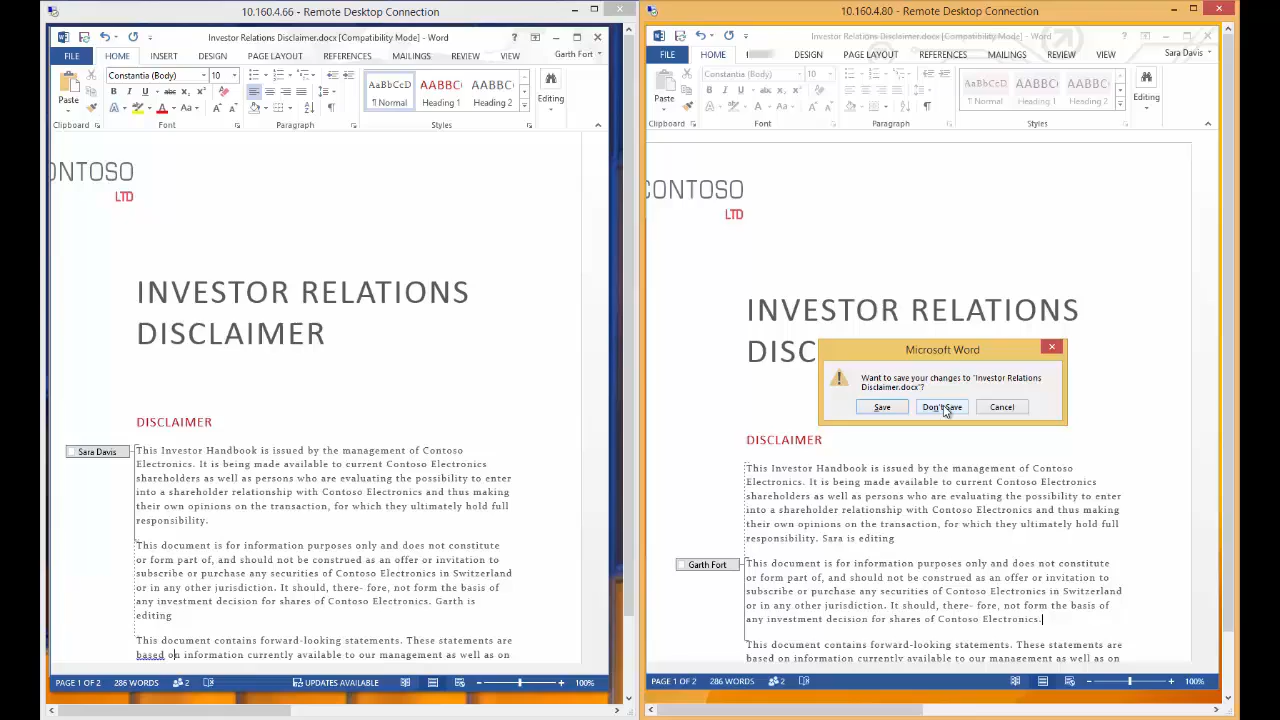 10.160.4.66 - Remote Desktop Connection
Investor Relations Disclaimer.docx [Compatibility Mode] - Word
FILE HOME INSERT DESIGN PAGE LAYOUT REFERENCES MAILINGS REVIEW VIEW Garth Fort
Constantia (Body) 10
Paste
AaBbCcD AABBC AABBC
¶ Normal Heading 1 Heading 2
Editing
Clipboard Font Paragraph Styles
ONTOSO
LTD
INVESTOR RELATIONS
DISCLAIMER
DISCLAIMER
Sara Davis
This Investor Handbook is issued by the management of Contoso
Electronics. It is being made available to current Contoso Electronics
shareholders as well as persons who are evaluating the possibility to enter
into a shareholder relationship with Contoso Electronics and thus making
their own opinions on the transaction, for which they ultimately hold full
responsibility.
This document is for information purposes only and does not constitute
or form part of, and should not be construed as an offer or invitation to
subscribe or purchase any securities of Contoso Electronics in Switzerland
or in any other jurisdiction. It should, there- fore, not form the basis of
any investment decision for shares of Contoso Electronics. Garth is
editing
This document contains forward-looking statements. These statements are
based on information currently available to our management as well as on
PAGE 1 OF 2 286 WORDS 2 UPDATES AVAILABLE 100%
10.160.4.80 - Remote Desktop Connection
Investor Relations Disclaimer.docx [Compatibility Mode] - Word
FILE HOME DESIGN PAGE LAYOUT REFERENCES MAILINGS REVIEW VIEW Sara Davis
Constantia (Body) 10
Paste
AaBbCcD AABBC AABBC
¶ Normal Heading 1 Heading 2
Editing
Clipboard Font Paragraph Styles
CONTOSO
LTD
INVESTOR RELATIONS
DISC
Microsoft Word
Want to save your changes to 'Investor Relations
Disclaimer.docx'?
Save Don't Save Cancel
DISCLAIMER
This Investor Handbook is issued by the management of Contoso
Electronics. It is being made available to current Contoso Electronics
shareholders as well as persons who are evaluating the possibility to enter
into a shareholder relationship with Contoso Electronics and thus making
their own opinions on the transaction, for which they ultimately hold full
responsibility. Sara is editing
Garth Fort
This document is for information purposes only and does not constitute
or form part of, and should not be construed as an offer or invitation to
subscribe or purchase any securities of Contoso Electronics in Switzerland
or in any other jurisdiction. It should, there- fore, not form the basis of
any investment decision for shares of Contoso Electronics.
This document contains forward-looking statements. These statements are
based on information currently available to our management as well as on
PAGE 1 OF 2 286 WORDS 2 100%